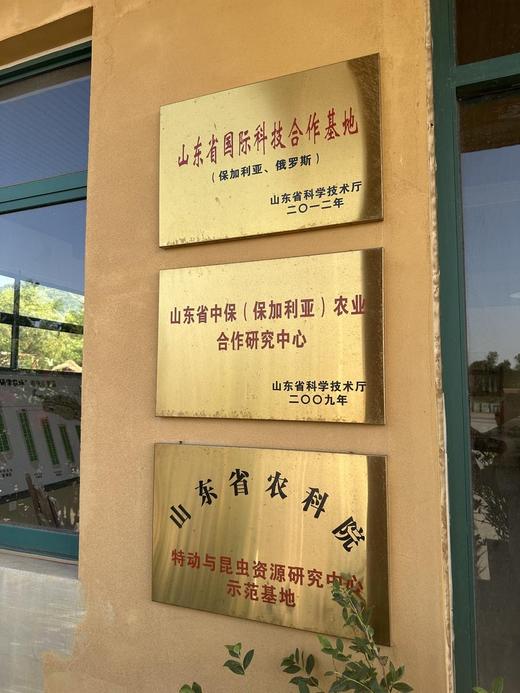 山东省国际科技合作基地
(保加利亚、俄罗斯)
山东省科学技术厅
二〇一二年
山东省中保(保加利亚)农业
合作研究中心
山东省科学技术厅
二〇〇九年
山东省农科院
特动与昆虫资源研究中心
示范基地